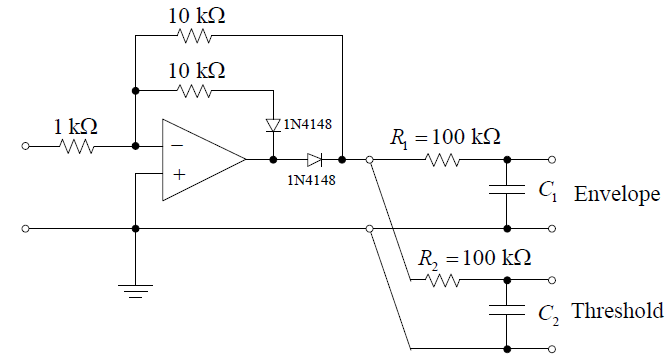 10 kΩ
10 kΩ
1N4148
1 kΩ
R₁ = 100 kΩ
−
+
1N4148
C₁ Envelope
R₂ = 100 kΩ
C₂ Threshold